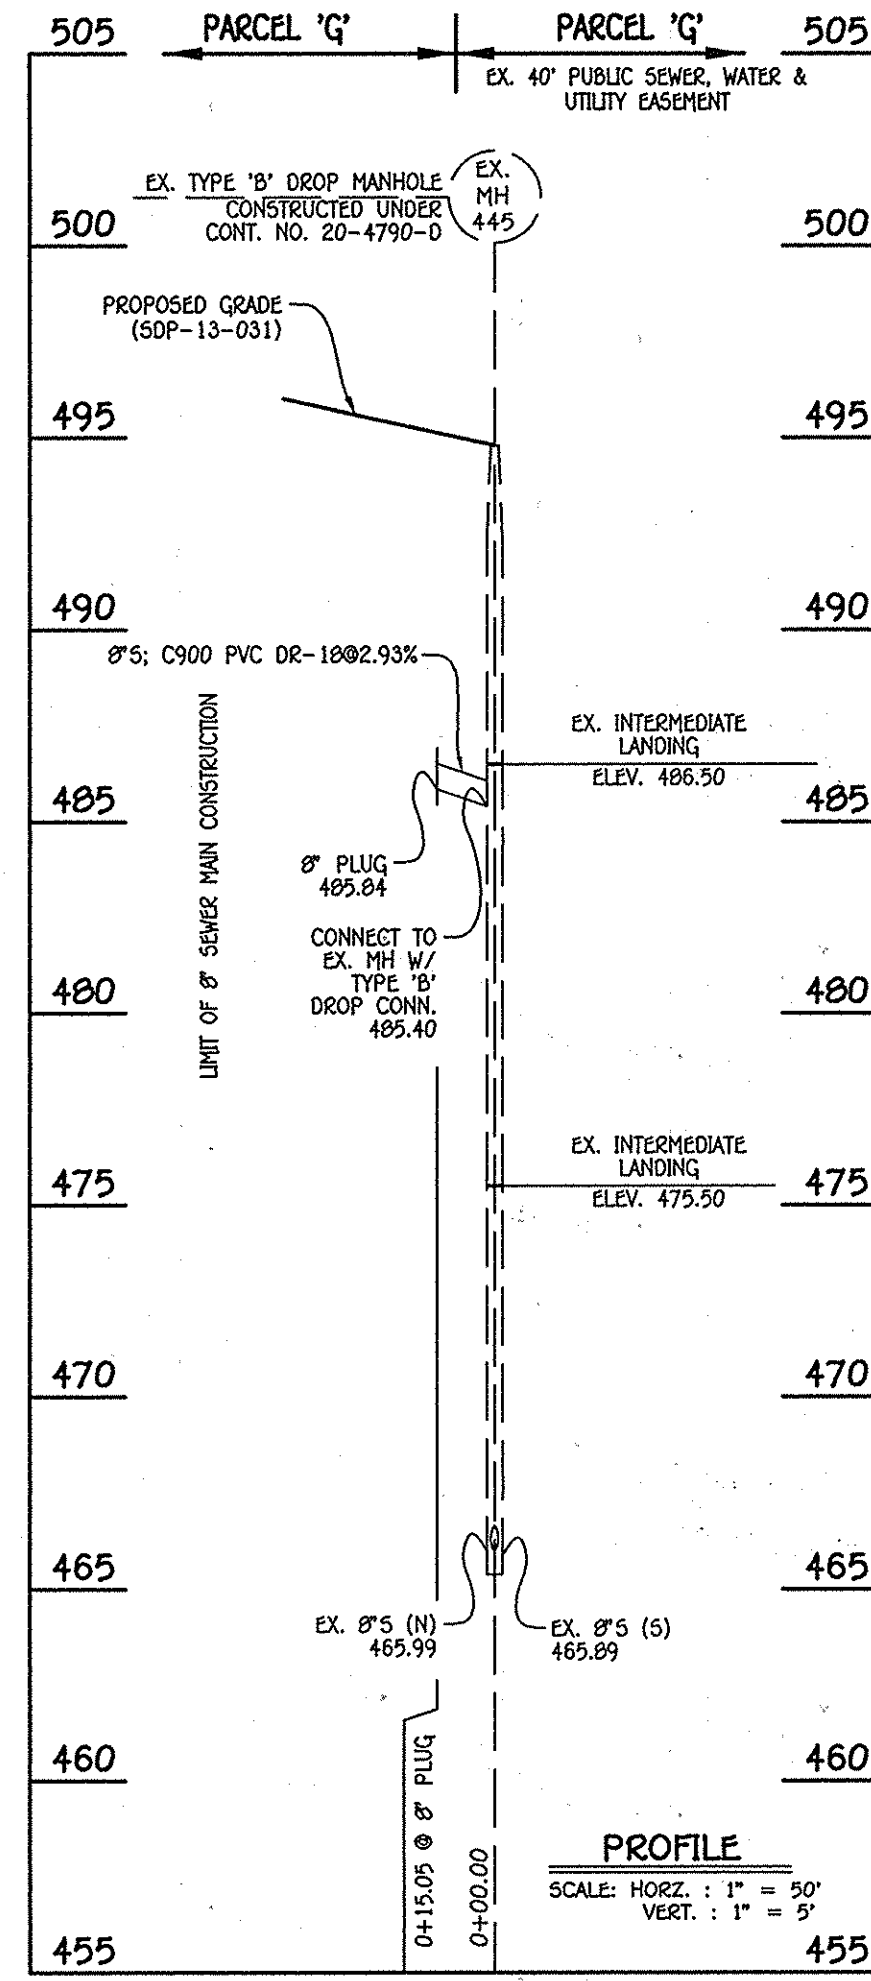 PARCEL 'G'
PARCEL 'G'
505
505
EX. 40' PUBLIC SEWER, WATER &
UTILITY EASEMENT
EX. TYPE 'B' DROP MANHOLE
CONSTRUCTED UNDER
CONT. NO. 20-4790-D
EX.
MH
445
500
500
PROPOSED GRADE
(SDP-13-031)
495
495
490
490
8"S; C900 PVC DR-18@2.93%
LIMIT OF 8" SEWER MAIN CONSTRUCTION
EX. INTERMEDIATE
LANDING
ELEV. 486.50
485
485
8" PLUG
485.84
CONNECT TO
EX. MH W/
TYPE 'B'
DROP CONN.
485.40
480
480
EX. INTERMEDIATE
LANDING
ELEV. 475.50
475
475
470
470
465
465
EX. 8"S (N)
465.99
EX. 8"S (S)
465.89
460
460
0+15.05 @ 8" PLUG
0+00.00
PROFILE
SCALE: HORZ. : 1" = 50'
VERT. : 1" = 5'
455
455